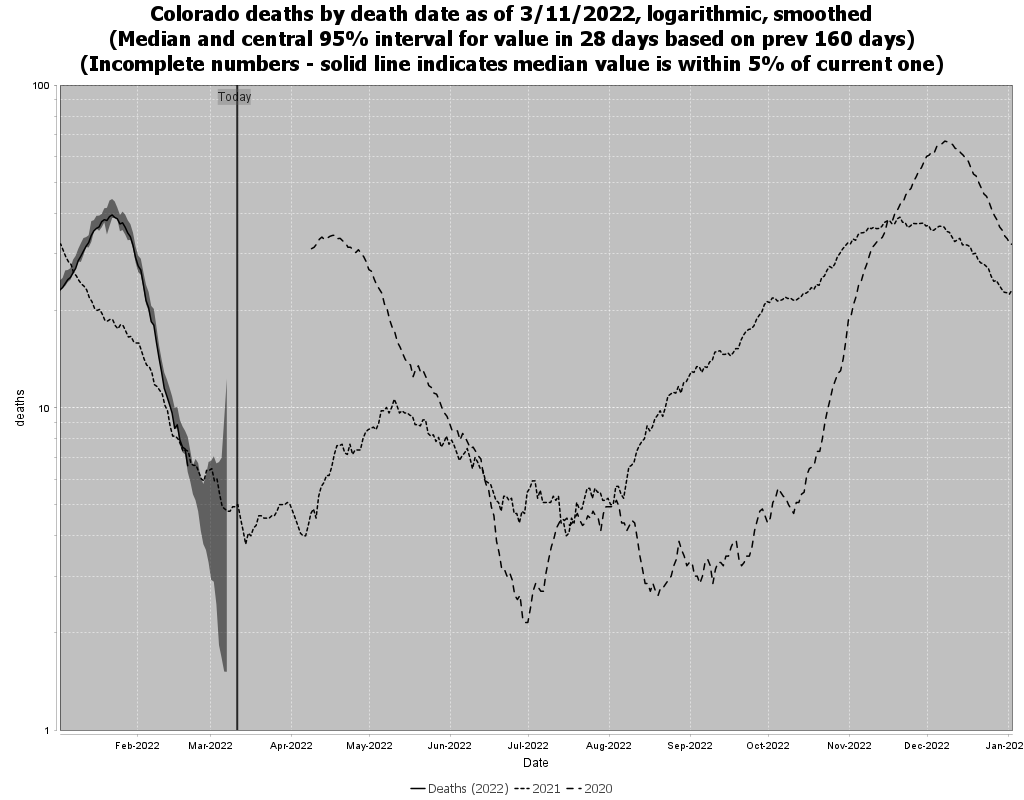 Colorado deaths by death date as of 3/11/2022, logarithmic, smoothed
(Median and central 95% interval for value in 28 days based on prev 160 days)
(Incomplete numbers - solid line indicates median value is within 5% of current one)
100
Today
deaths
10
1
Feb-2022 Mar-2022 Apr-2022 May-2022 Jun-2022 Jul-2022 Aug-2022 Sep-2022 Oct-2022 Nov-2022 Dec-2022 Jan-202
Date
Deaths (2022) 2021 2020